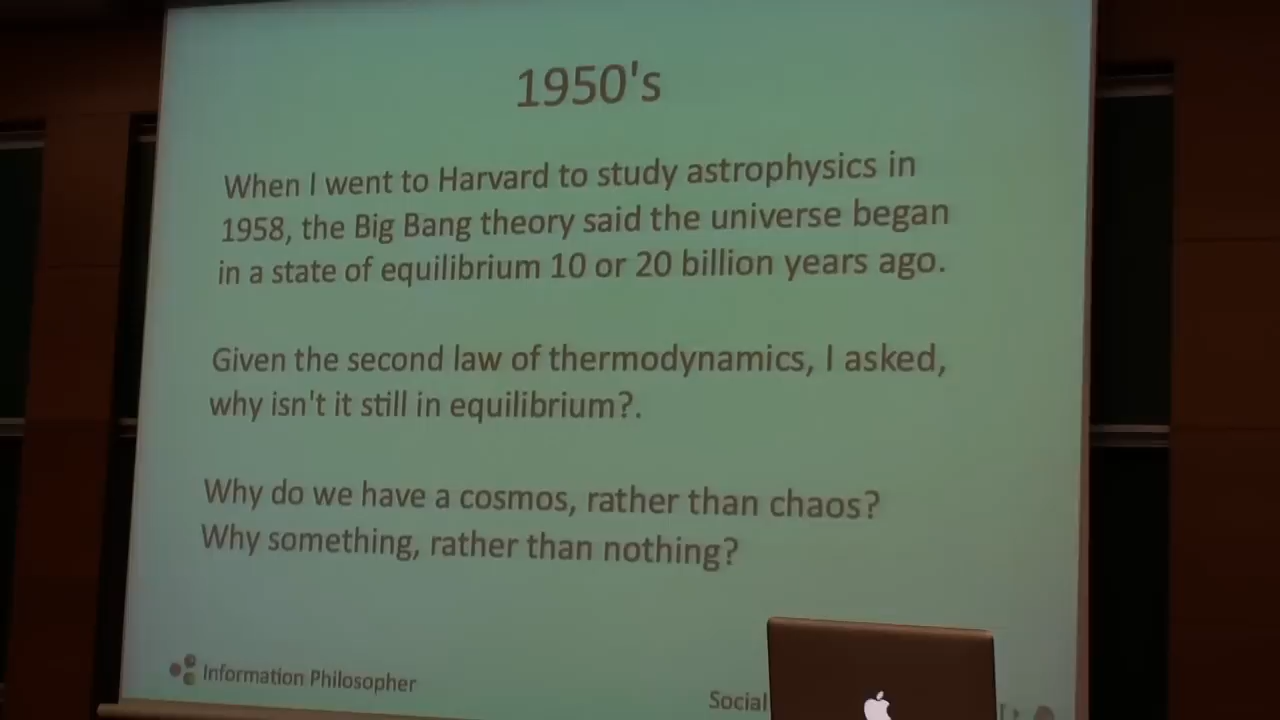 1950's
When I went to Harvard to study astrophysics in
1958, the Big Bang theory said the universe began
in a state of equilibrium 10 or 20 billion years ago.
Given the second law of thermodynamics, I asked,
why isn't it still in equilibrium?.
Why do we have a cosmos, rather than chaos?
Why something, rather than nothing?
Information Philosopher
Social